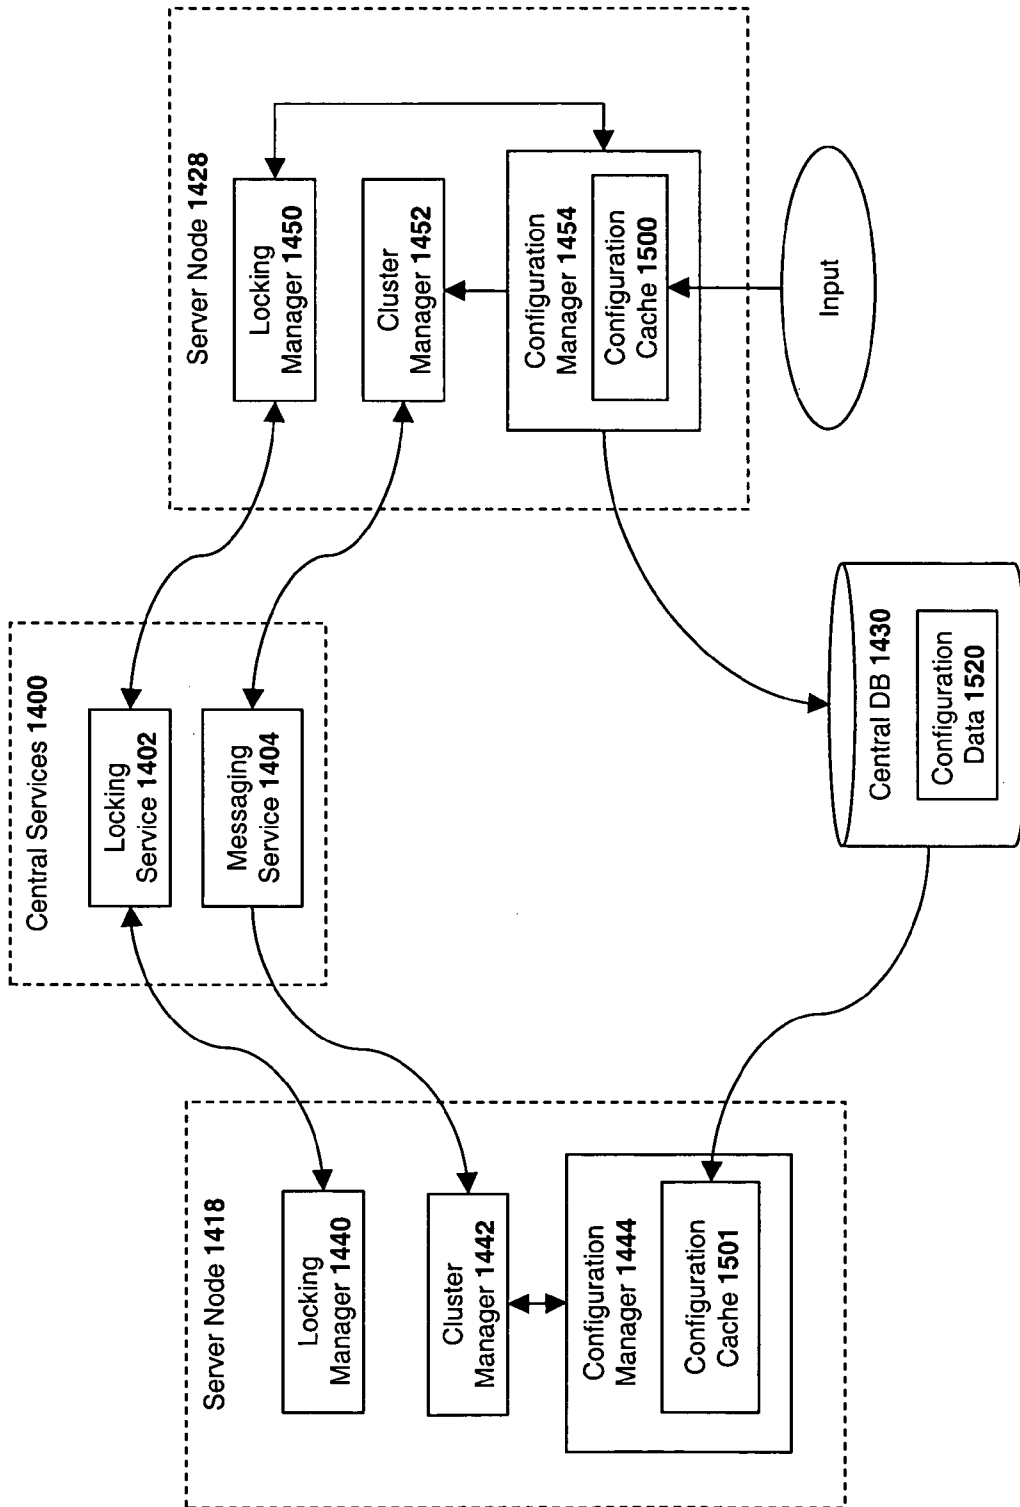 Server Node 1418
Locking
Manager 1440
Cluster
Manager 1442
Configuration
Manager 1444
Configuration
Cache 1501
Central Services 1400
Locking
Service 1402
Messaging
Service 1404
Central DB 1430
Configuration
Data 1520
Server Node 1428
Locking
Manager 1450
Cluster
Manager 1452
Configuration
Manager 1454
Configuration
Cache 1500
Input